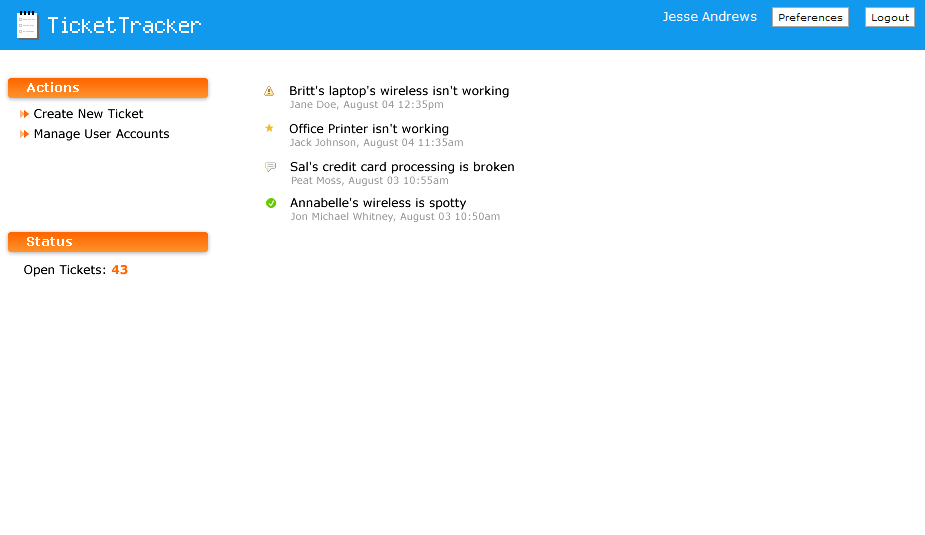 TicketTracker
Jesse Andrews
Preferences
Logout
Actions
Create New Ticket
Manage User Accounts
Status
Open Tickets: 43
Britt's laptop's wireless isn't working
Jane Doe, August 04 12:35pm
Office Printer isn't working
Jack Johnson, August 04 11:35am
Sal's credit card processing is broken
Peat Moss, August 03 10:55am
Annabelle's wireless is spotty
Jon Michael Whitney, August 03 10:50am